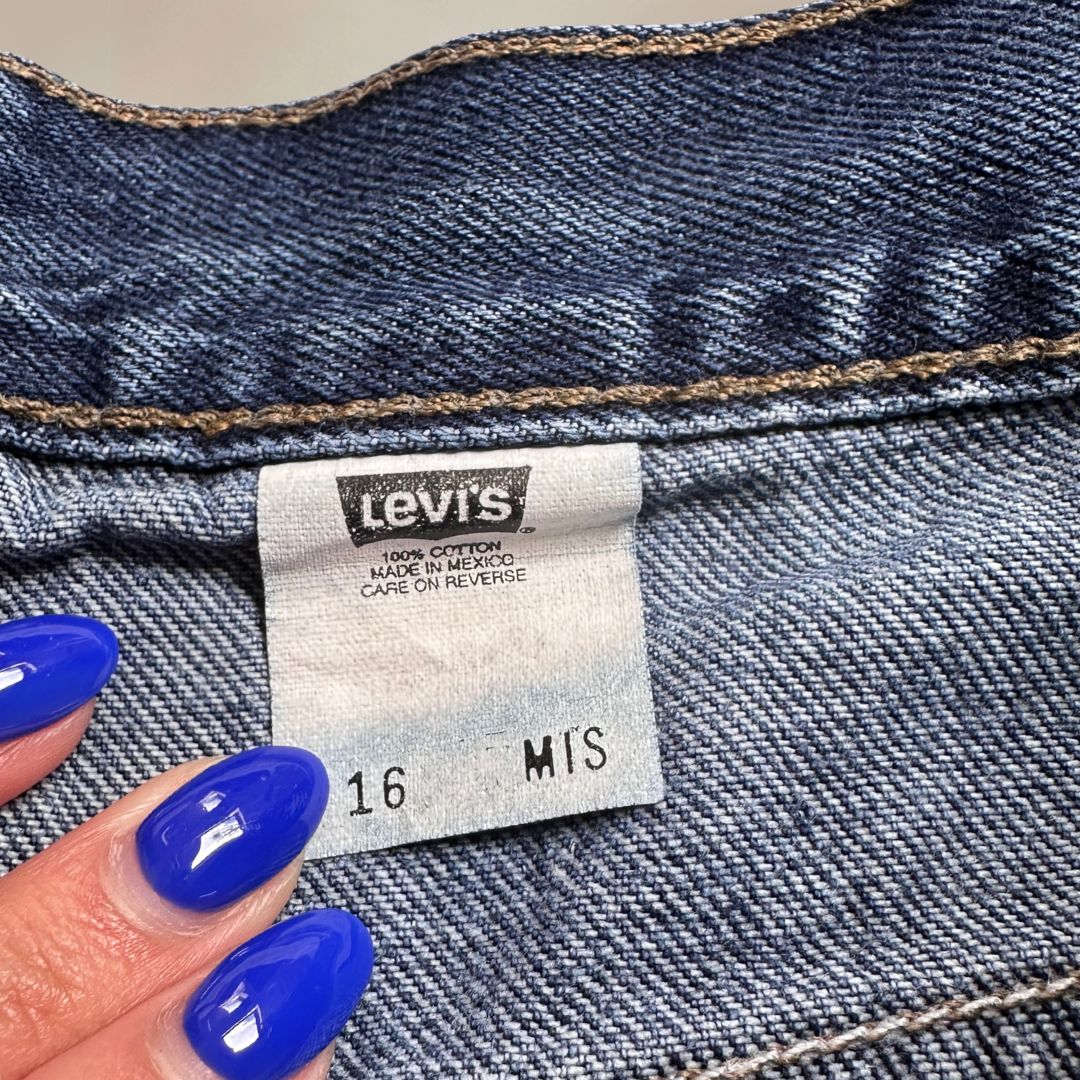 Levi's
100% COTTON
MADE IN MEXICO
CARE ON REVERSE
16 MIS